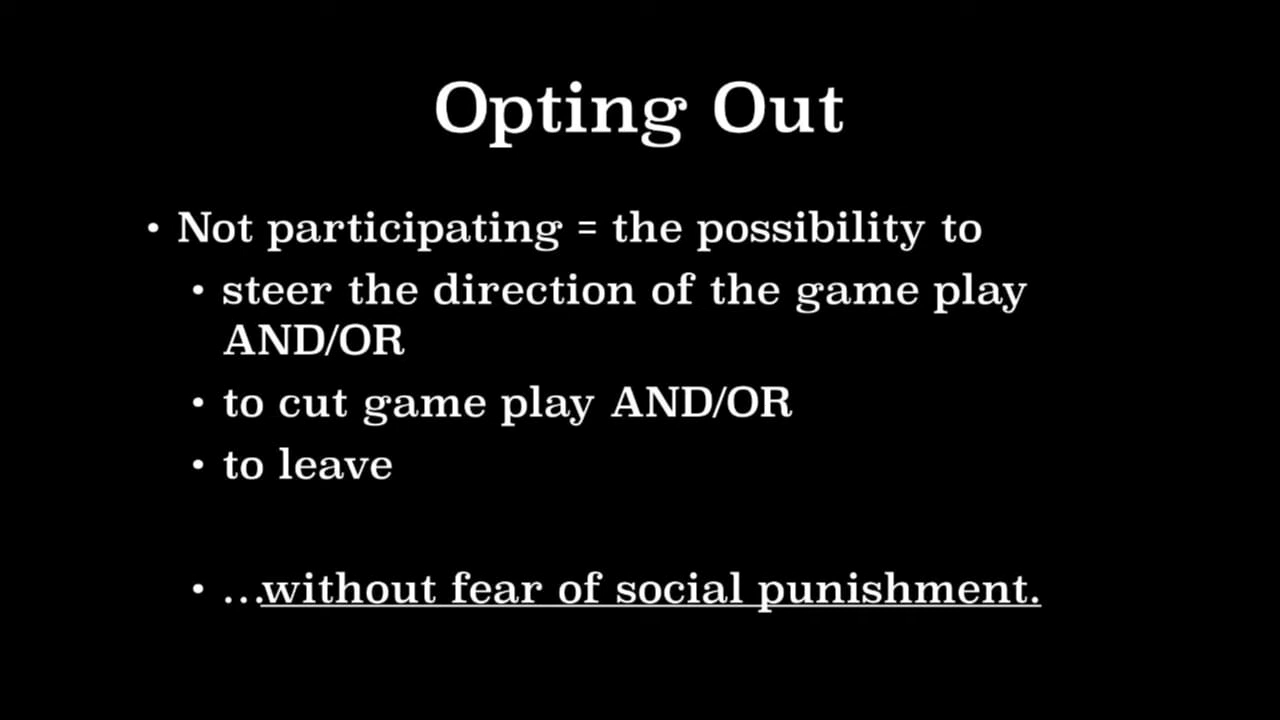 Opting Out
• Not participating = the possibility to
• steer the direction of the game play
AND/OR
• to cut game play AND/OR
• to leave
• …without fear of social punishment.